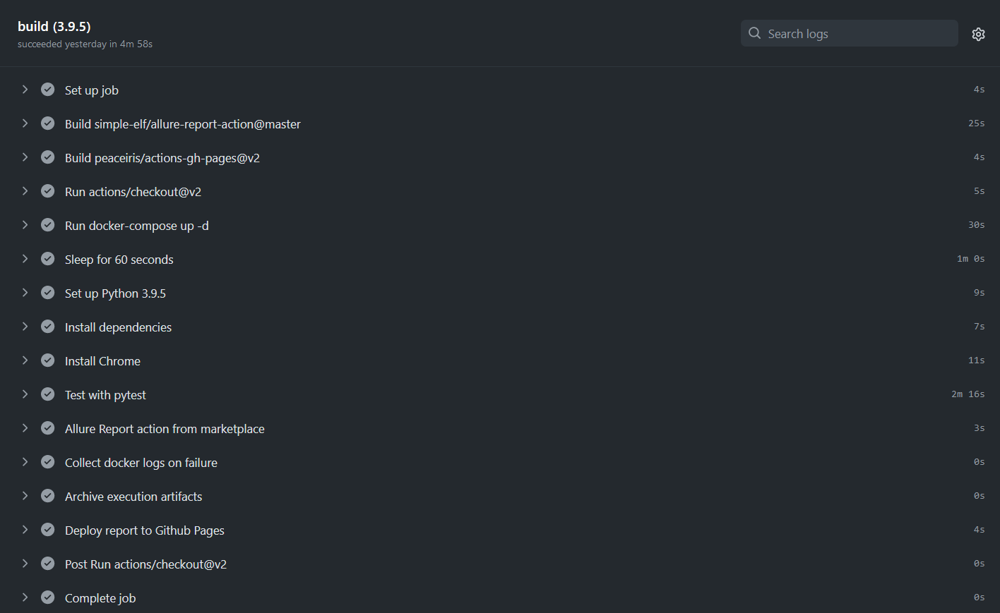 build (3.9.5)
succeeded yesterday in 4m 58s
Search logs
Set up job 4s
Build simple-elf/allure-report-action@master 25s
Build peaceiris/actions-gh-pages@v2 4s
Run actions/checkout@v2 5s
Run docker-compose up -d 30s
Sleep for 60 seconds 1m 0s
Set up Python 3.9.5 9s
Install dependencies 7s
Install Chrome 11s
Test with pytest 2m 16s
Allure Report action from marketplace 3s
Collect docker logs on failure 0s
Archive execution artifacts 0s
Deploy report to Github Pages 4s
Post Run actions/checkout@v2 0s
Complete job 0s